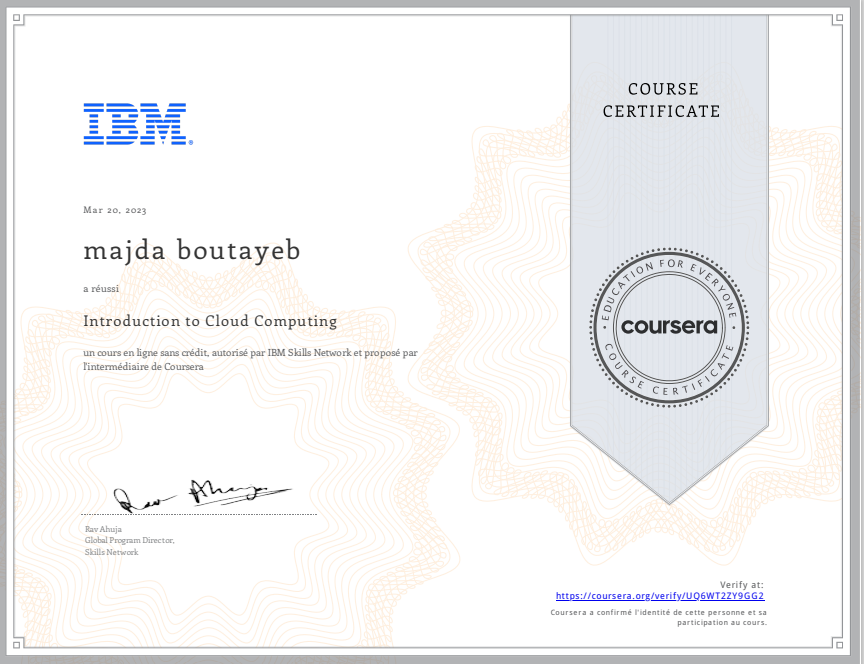 IBM®
COURSE
CERTIFICATE
Mar 20, 2023
majda boutayeb
a réussi
Introduction to Cloud Computing
un cours en ligne sans crédit, autorisé par IBM Skills Network et proposé par
l'intermédiaire de Coursera
EDUCATION FOR EVERYONE
coursera
COURSE CERTIFICATE
Rav Ahuja
Rav Ahuja
Global Program Director,
Skills Network
Verify at:
https://coursera.org/verify/UQ6WT2ZY9GG2
Coursera a confirmé l'identité de cette personne et sa
participation au cours.